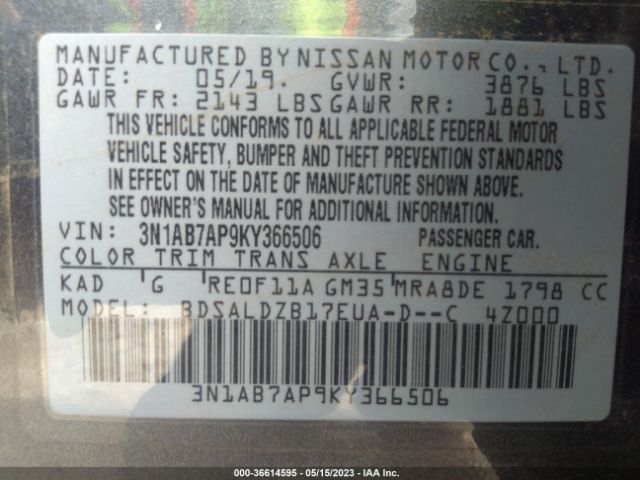 MANUFACTURED BY NISSAN MOTOR CO., LTD.
DATE: 05/19. GVWR: 3876 LBS
GAWR FR: 2143 LBS GAWR RR: 1881 LBS
THIS VEHICLE CONFORMS TO ALL APPLICABLE FEDERAL MOTOR
VEHICLE SAFETY, BUMPER AND THEFT PREVENTION STANDARDS
IN EFFECT ON THE DATE OF MANUFACTURE SHOWN ABOVE.
SEE OWNER'S MANUAL FOR ADDITIONAL INFORMATION.
VIN: 3N1AB7AP9KY366506 PASSENGER CAR.
COLOR TRIM TRANS AXLE ENGINE
KAD G RE0F11A GM35 MRA8DE 1798 CC
MODEL: BDSALDZB17EUA-D--C 4Z000
3N1AB7AP9KY366506
000-36614595 - 05/15/2023 - IAA Inc.